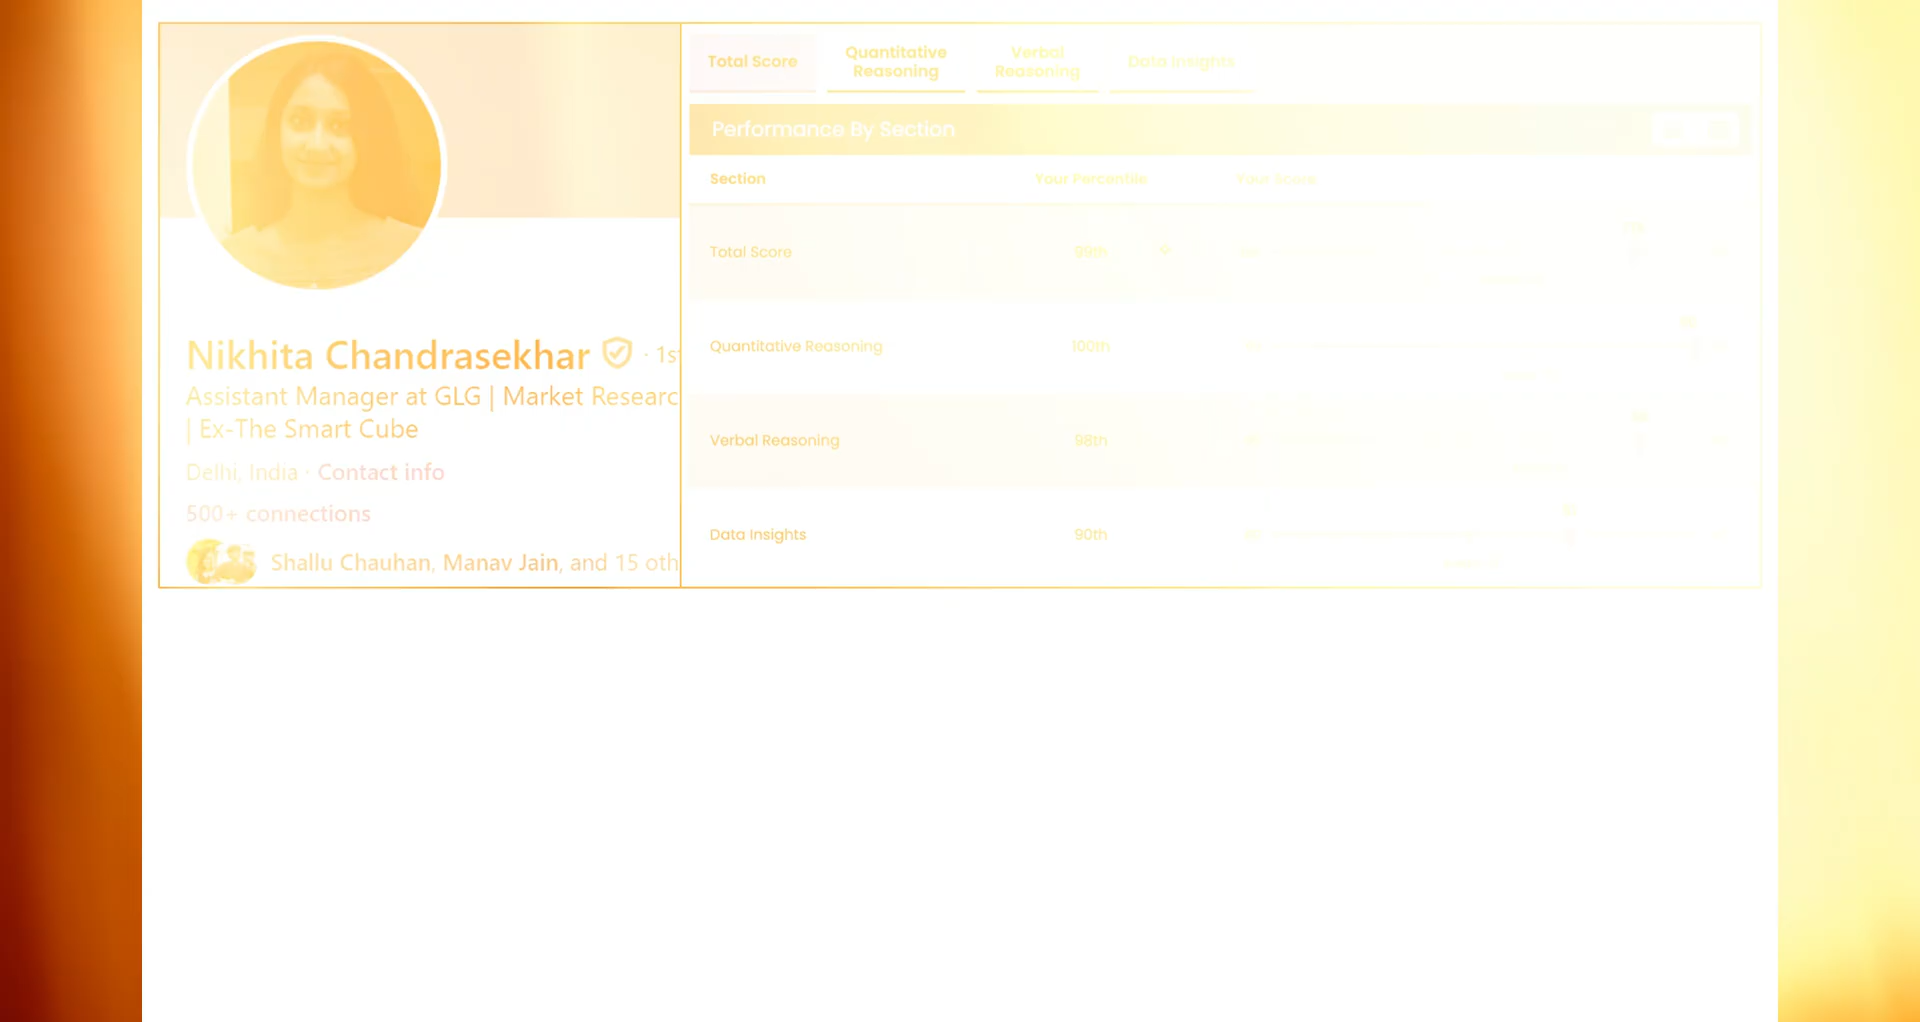 Nikhita Chandrasekhar · 1st
Assistant Manager at GLG | Market Researc
| Ex-The Smart Cube
Delhi, India · Contact info
500+ connections
Shallu Chauhan, Manav Jain, and 15 oth
Total Score
Quantitative Reasoning
Verbal Reasoning
Data Insights
Performance By Section
Section Your Percentile Your Score
Total Score 99th
Quantitative Reasoning 100th
Verbal Reasoning 98th
Data Insights 90th